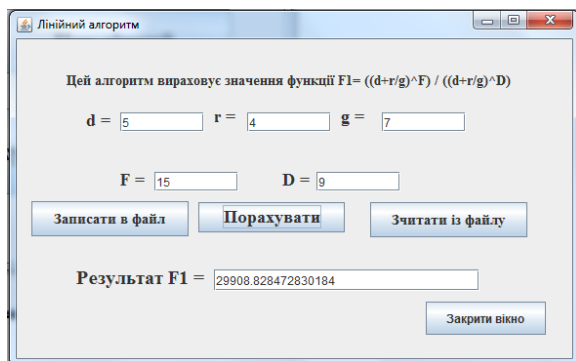 Лінійний алгоритм
Цей алгоритм вираховує значення функції F1= ((d+r/g)^F) / ((d+r/g)^D)
d = 5 r = 4 g = 7
F = 15 D = 9
Записати в файл Порахувати Зчитати із файлу
Результат F1 = 29908.828472830184
Закрити вікно